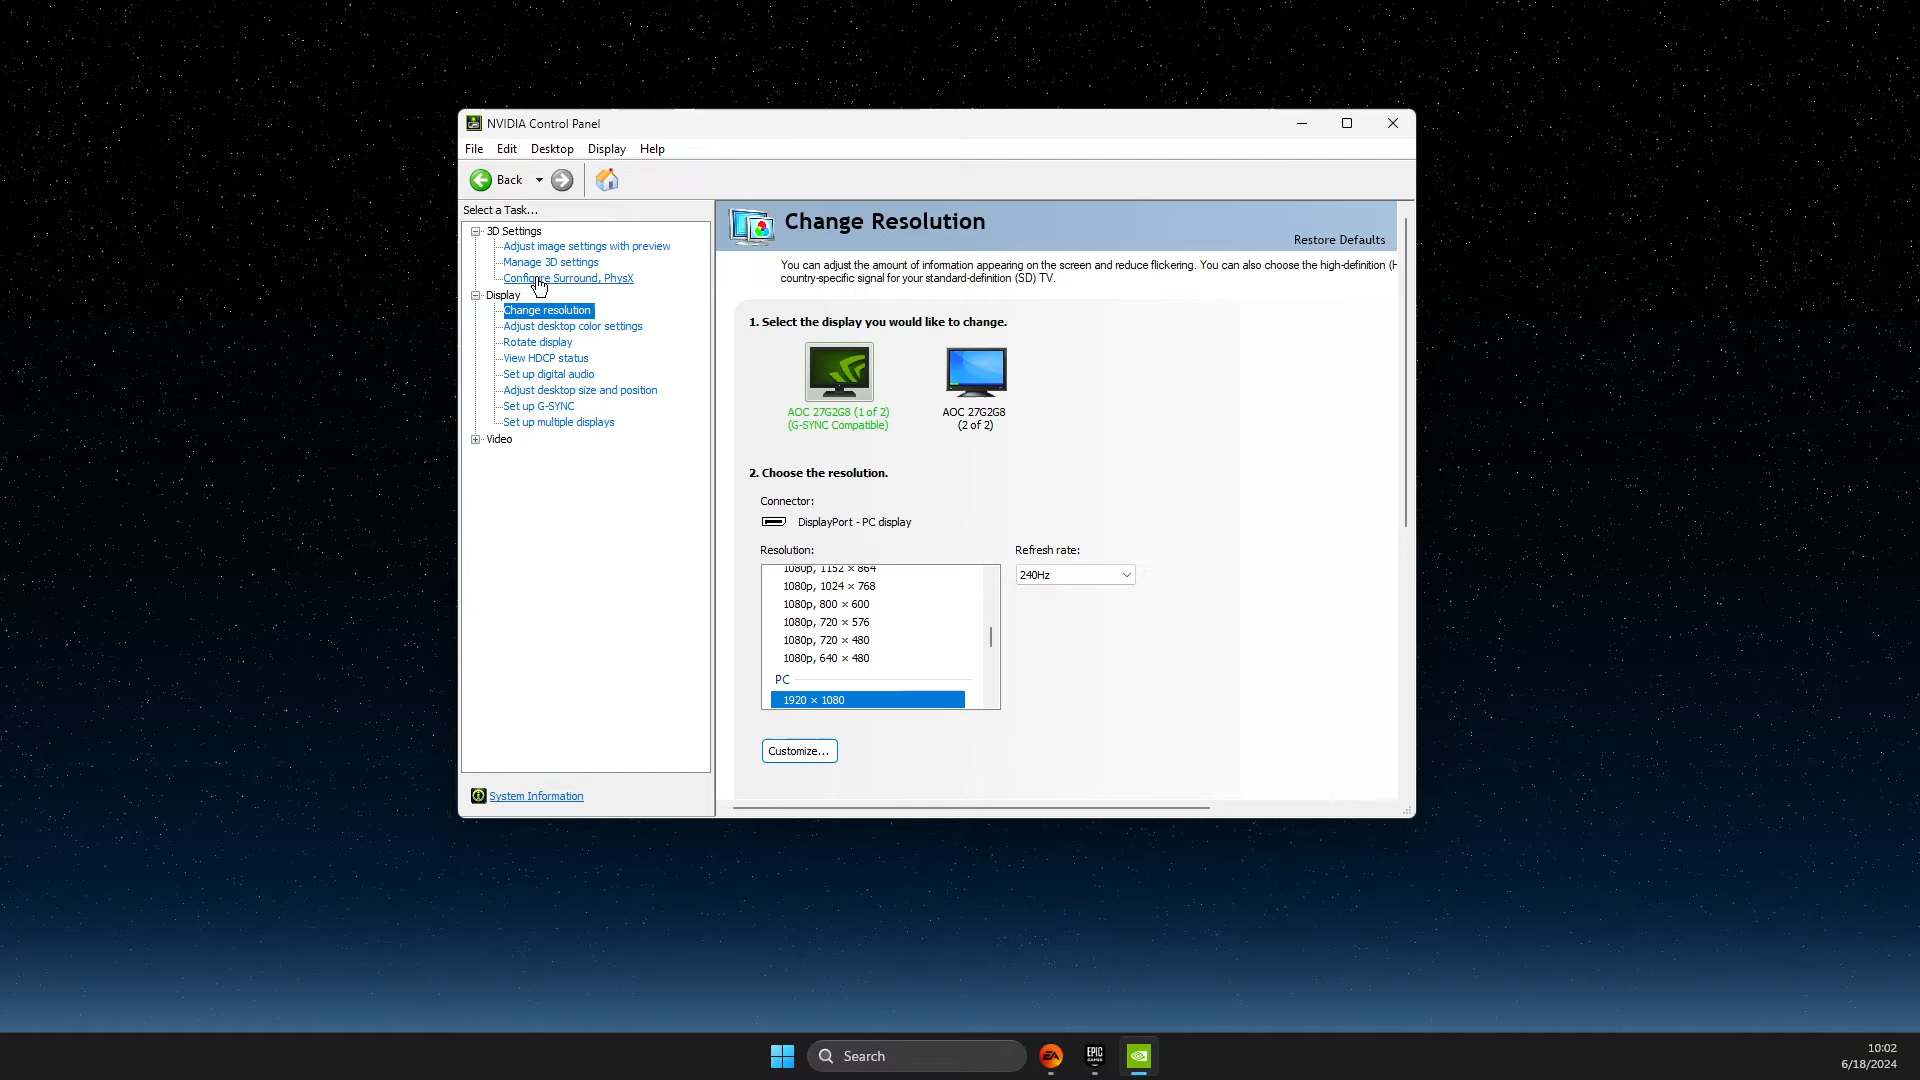 NVIDIA Control Panel
File Edit Desktop Display Help
Back
Select a Task...
3D Settings
Adjust image settings with preview
Manage 3D settings
Configure Surround, PhysX
Display
Change resolution
Adjust desktop color settings
Rotate display
View HDCP status
Set up digital audio
Adjust desktop size and position
Set up G-SYNC
Set up multiple displays
Video
System Information
Change Resolution
Restore Defaults
You can adjust the amount of information appearing on the screen and reduce flickering. You can also choose the high-definition (H
country-specific signal for your standard-definition (SD) TV.
1. Select the display you would like to change.
AOC 27G2G8 (1 of 2)
(G-SYNC Compatible)
AOC 27G2G8
(2 of 2)
2. Choose the resolution.
Connector:
DisplayPort - PC display
Resolution:
1080p, 1152 × 864
1080p, 1024 × 768
1080p, 800 × 600
1080p, 720 × 576
1080p, 720 × 480
1080p, 640 × 480
PC
1920 × 1080
Refresh rate:
240Hz
Customize...
Search
EA
EPIC
GAMES
10:02
6/18/2024